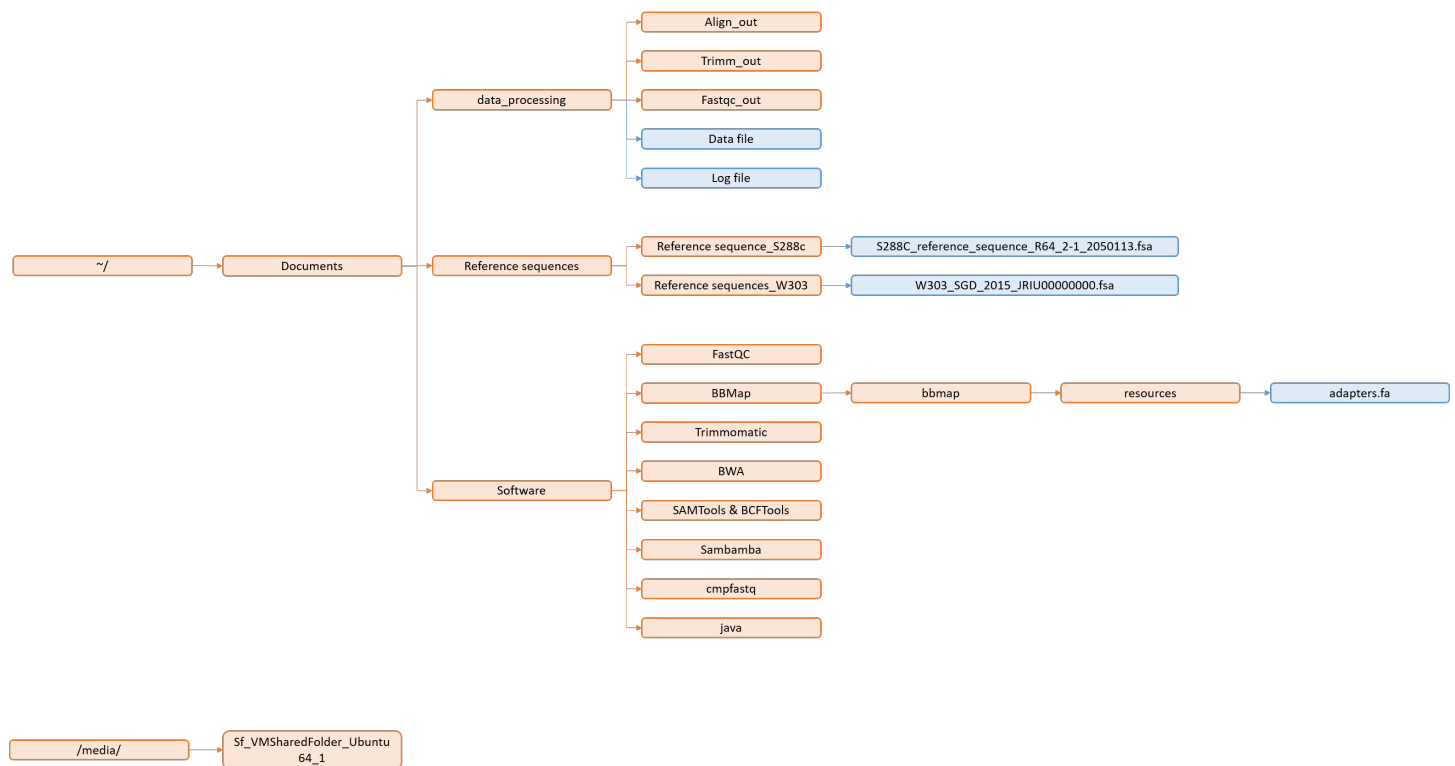 Align_out
Trimm_out
data_processing
Fastqc_out
Data file
Log file
Reference sequence_S288c
S288C_reference_sequence_R64_2-1_2050113.fsa
~/
Documents
Reference sequences
Reference sequences_W303
W303_SGD_2015_JRIU00000000.fsa
FastQC
BBMap
bbmap
resources
adapters.fa
Trimmomatic
BWA
Software
SAMTools & BCFTools
Sambamba
cmpfastq
java
/media/
Sf_VMSharedFolder_Ubuntu
64_1